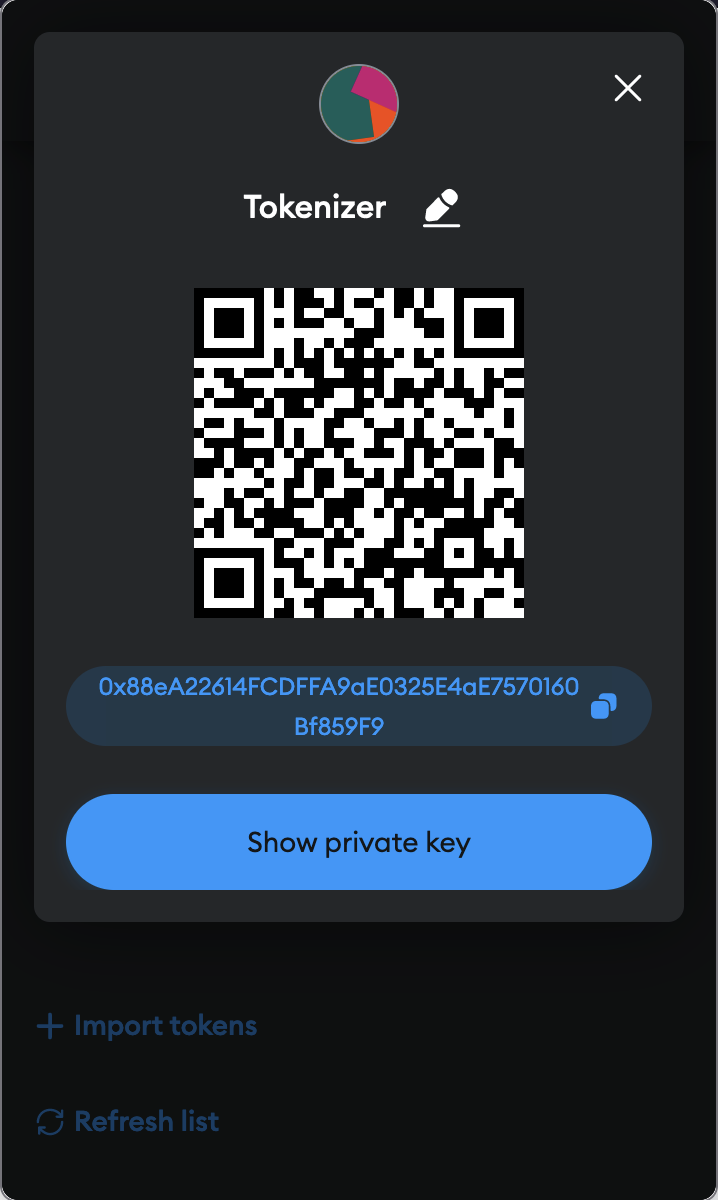 Tokenizer
0x88eA22614FCDFFA9aE0325E4aE7570160
Bf859F9
Show private key
Import tokens
Refresh list